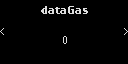 dataGas
< 0 >